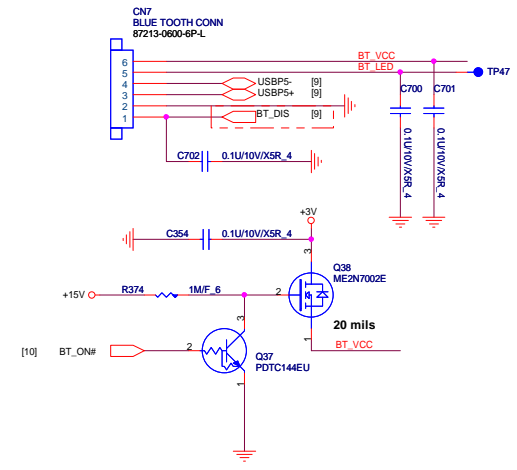 CN7
BLUE TOOTH CONN
87213-0600-6P-L
6
5
4
3
2
1
BT_VCC
BT_LED
TP47
USBP5- [9]
USBP5+ [9]
BT_DIS [9]
C700 C701
0.1U/10V/X5R_4
0.1U/10V/X5R_4
C702 0.1U/10V/X5R_4
+3V
C354 0.1U/10V/X5R_4
3
Q38
ME2N7002E
+15V R374 1M/F_6 2
20 mils
1
BT_VCC
3
[10] BT_ON# 2
Q37
PDTC144EU
1